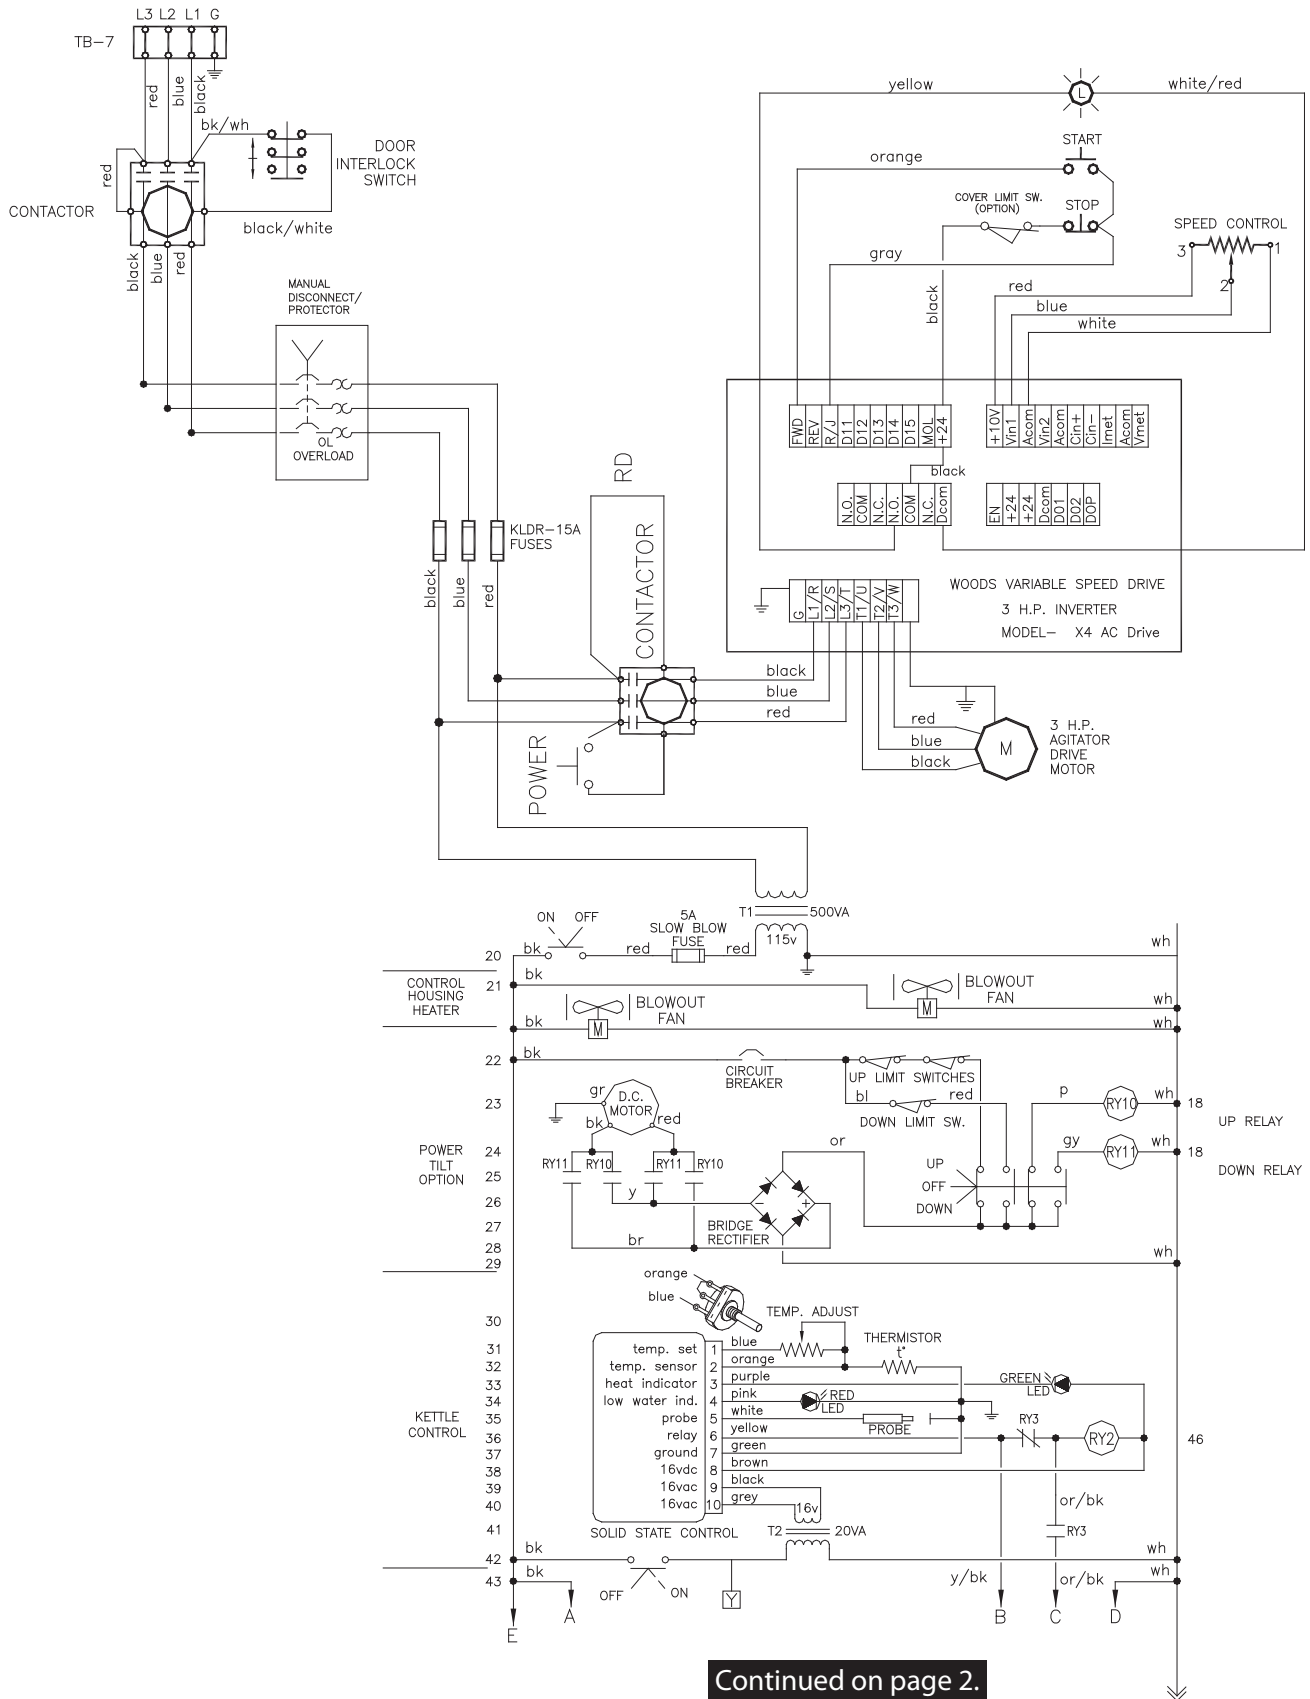 L3 L2 L1 G
TB-7
red
blue
black
bk/wh
DOOR
INTERLOCK
SWITCH
red
CONTACTOR
black/white
black
blue
red
MANUAL
DISCONNECT/
PROTECTOR
OL
OVERLOAD
yellow
L
white/red
START
orange
COVER LIMIT SW.
(OPTION)
STOP
SPEED CONTROL
3
1
2
gray
black
red
blue
white
FWD
REV
R/J
D11
D12
D13
D14
D15
MOL
+24
+10V
Vin1
Acom
Vin2
Acom
Cin+
Cin-
Imet
Acom
Vmet
black
N.O.
COM
N.C.
N.O.
COM
N.C.
Dcom
EN
+24
+24
Dcom
D01
D02
DOP
G
L1/R
L2/S
L3/T
T1/U
T2/V
T3/W
WOODS VARIABLE SPEED DRIVE
3 H.P. INVERTER
MODEL- X4 AC Drive
KLDR-15A
FUSES
black
blue
red
RD
CONTACTOR
black
blue
red
POWER
red
blue
black
M
3 H.P.
AGITATOR
DRIVE
MOTOR
T1
500VA
115v
ON OFF
5A
SLOW BLOW
FUSE
20
bk
red
red
wh
CONTROL
HOUSING
HEATER
21
bk
M
BLOWOUT
FAN
wh
bk
M
BLOWOUT
FAN
wh
22
bk
CIRCUIT
BREAKER
UP LIMIT SWITCHES
bl
red
DOWN LIMIT SW.
23
gr
D.C.
MOTOR
bk
red
p
RY10
wh
18
UP RELAY
POWER
TILT
OPTION
24
25
26
27
28
29
RY11
RY10
RY11
RY10
or
gy
RY11
wh
18
DOWN RELAY
UP
OFF
DOWN
y
-
+
BRIDGE
RECTIFIER
br
wh
orange
blue
TEMP. ADJUST
THERMISTOR
t°
KETTLE
CONTROL
30
31
32
33
34
35
36
37
38
39
40
41
42
43
temp. set 1 blue
temp. sensor 2 orange
heat indicator 3 purple
low water ind. 4 pink
probe 5 white
relay 6 yellow
ground 7 green
16vdc 8 brown
16vac 9 black
16vac 10 grey
GREEN
LED
RED
LED
PROBE
RY3
RY2
46
or/bk
RY3
16v
SOLID STATE CONTROL
T2
20VA
bk
wh
bk
OFF
ON
Y
y/bk
or/bk
wh
A
B
C
D
E
Continued on page 2.